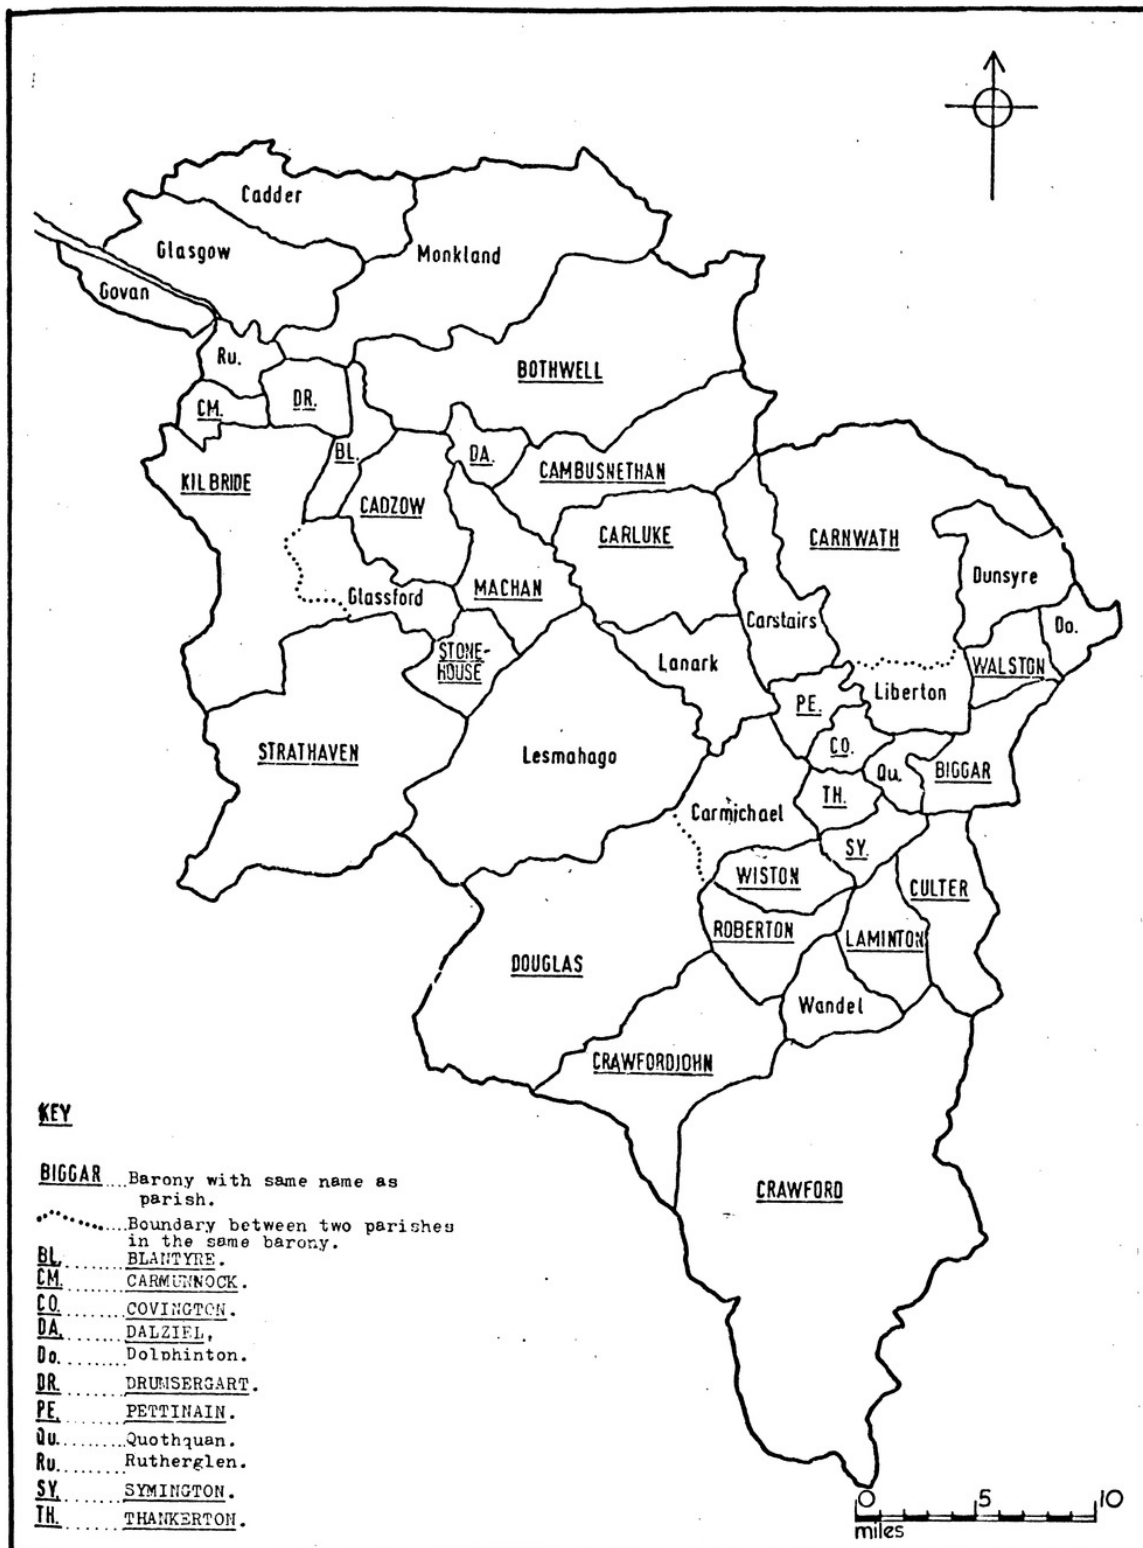 Cadder
Glasgow
Monkland
Govan
Ru.
BOTHWELL
CM.
DR.
BL.
DA.
KILBRIDE
CADZOW
CAMBUSNETHAN
CARLUKE
CARNWATH
MACHAN
Dunsyre
Glassford
Carstairs
Do.
STONE-
HOUSE
Lanark
WALSTON
Liberton
PE.
STRATHAVEN
Lesmahago
CO.
Qu.
BIGGAR
TH.
Carmichael
SY.
WISTON
CULTER
ROBERTON
LAMINTON
DOUGLAS
Wandel
CRAWFORDJOHN
CRAWFORD
KEY
BIGGAR....Barony with same name as
parish.
....Boundary between two parishes
in the same barony.
BL.......BLANTYRE.
CM.......CARMUNNOCK.
CO.......COVINGTON.
DA.......DALZIEL,
Do.......Dolphinton.
DR.......DRUMSERGART.
PE.......PETTINAIN.
Qu.......Quothquan.
Ru.......Rutherglen.
SY.......SYMINGTON.
TH.......THANKERTON.
0 5 10
miles